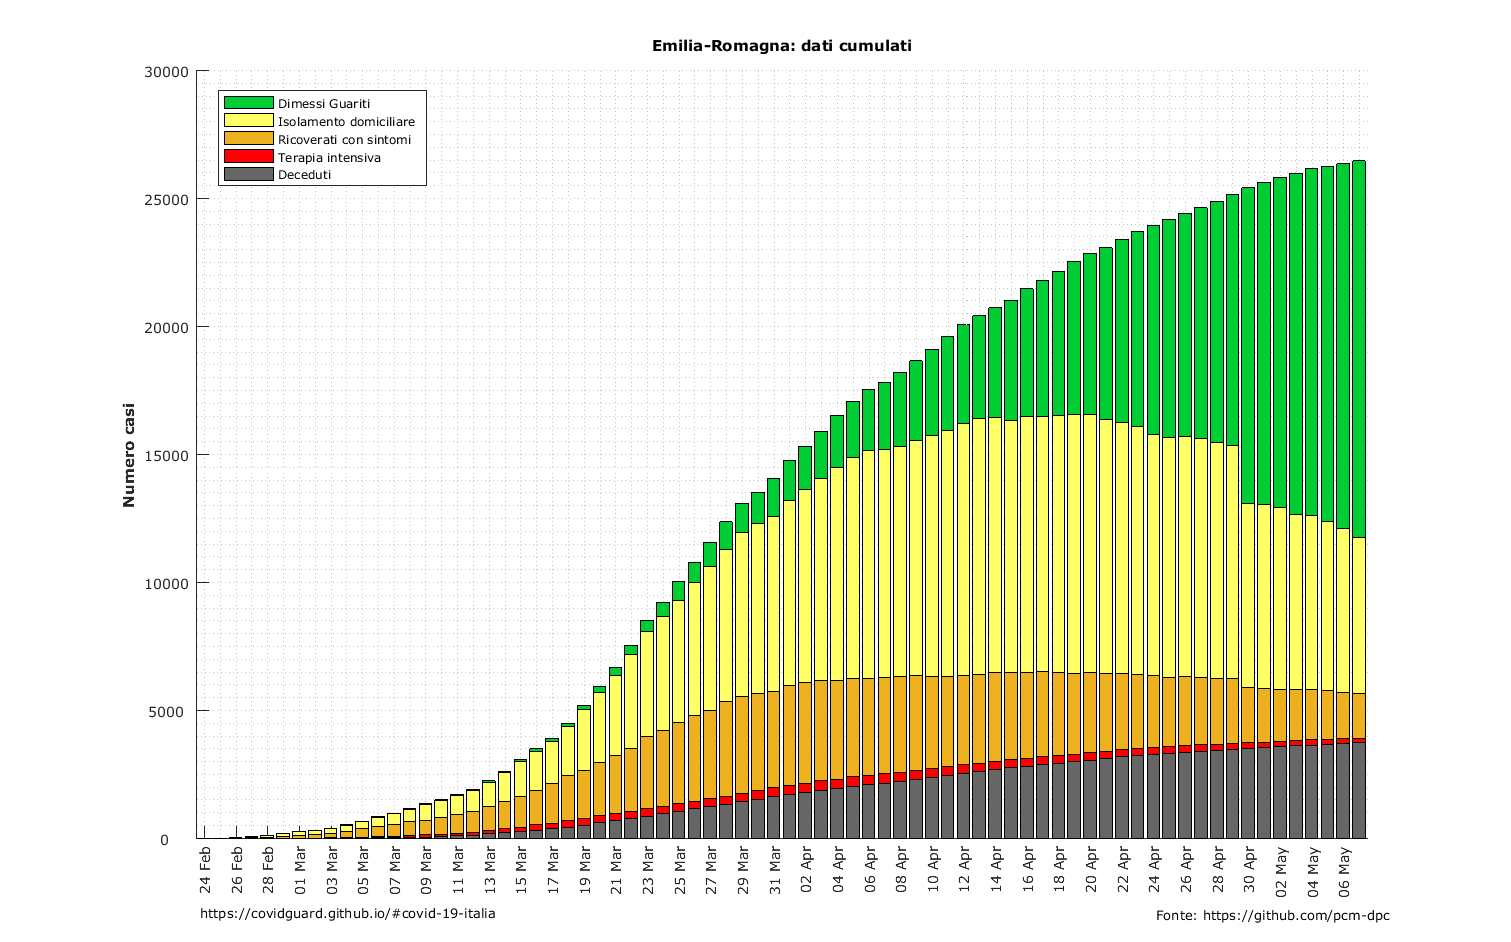 Emilia-Romagna: dati cumulati
30000
25000
20000
15000
10000
5000
0
Numero casi
Dimessi Guariti
Isolamento domiciliare
Ricoverati con sintomi
Terapia intensiva
Deceduti
24 Feb
26 Feb
28 Feb
01 Mar
03 Mar
05 Mar
07 Mar
09 Mar
11 Mar
13 Mar
15 Mar
17 Mar
19 Mar
21 Mar
23 Mar
25 Mar
27 Mar
29 Mar
31 Mar
02 Apr
04 Apr
06 Apr
08 Apr
10 Apr
12 Apr
14 Apr
16 Apr
18 Apr
20 Apr
22 Apr
24 Apr
26 Apr
28 Apr
30 Apr
02 May
04 May
06 May
https://covidguard.github.io/#covid-19-italia
Fonte: https://github.com/pcm-dpc